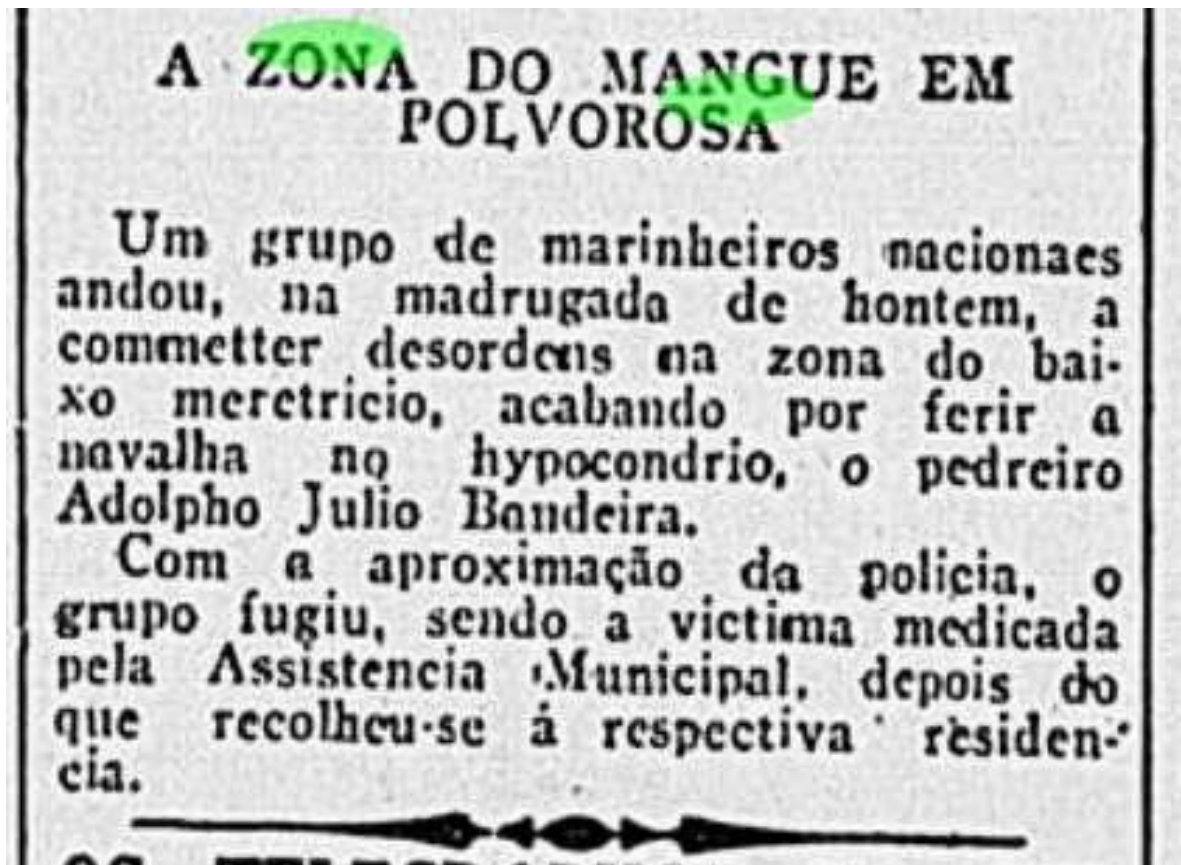 A ZONA DO MANGUE EM
POLVOROSA
Um grupo de marinheiros nacionaes
andou, na madrugada de hontem, a
commetter desordens na zona do bai-
xo meretricio, acabando por ferir a
navalha no hypocondrio, o pedreiro
Adolpho Julio Bandeira.
Com a aproximação da policia, o
grupo fugiu, sendo a victima medicada
pela Assistencia Municipal, depois do
que recolheu-se á respectiva residen-
cia.